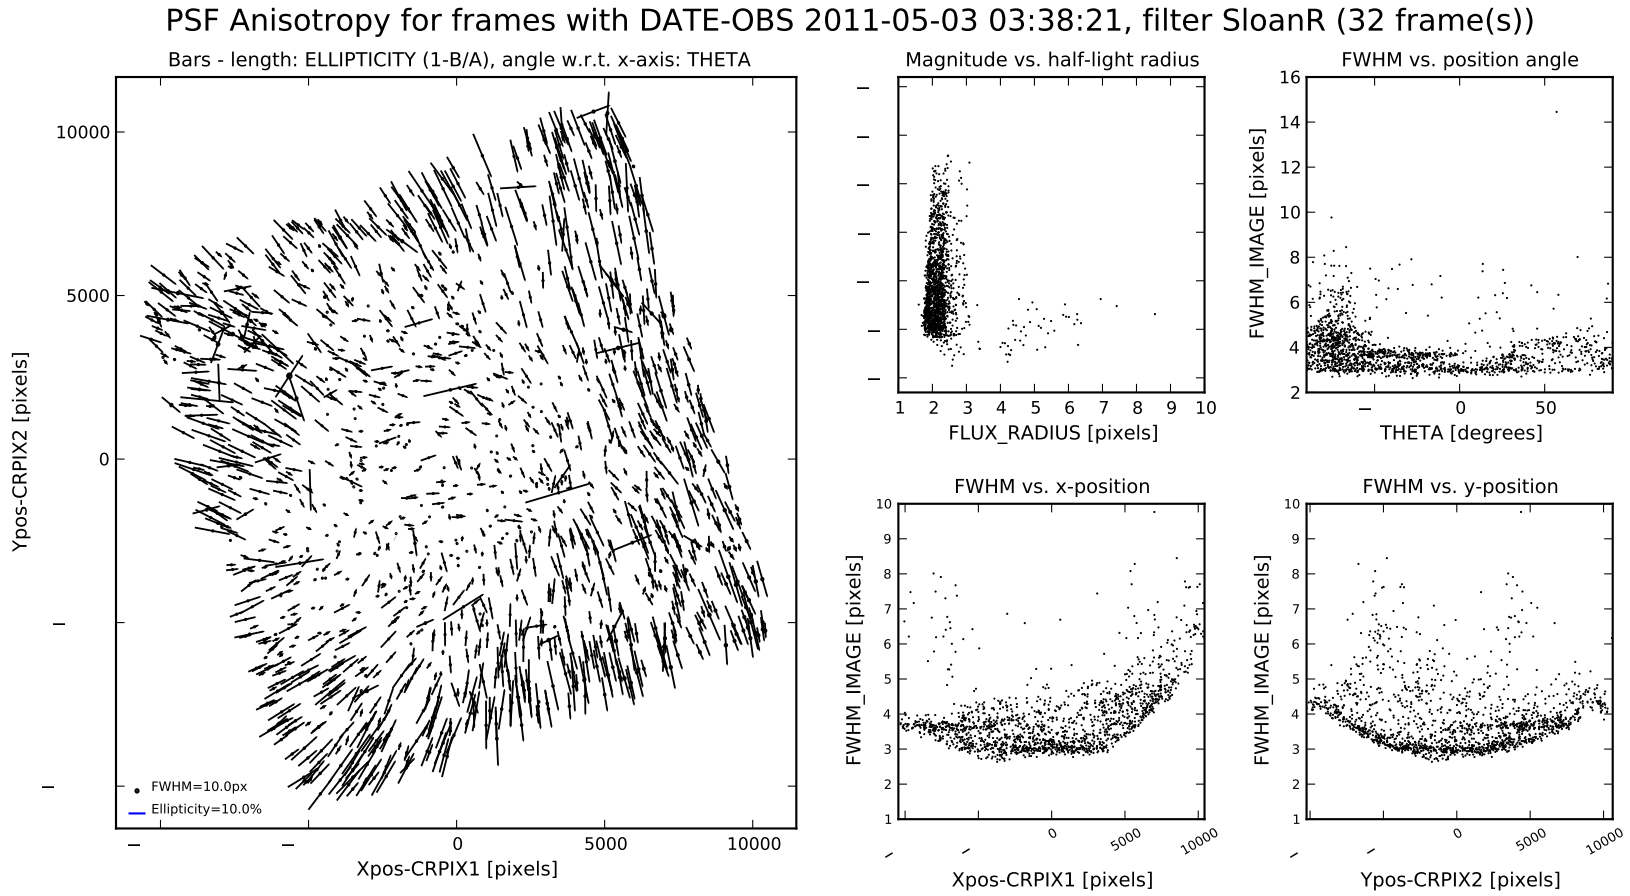 PSF Anisotropy for frames with DATE-OBS 2011-05-03 03:38:21, filter SloanR (32 frame(s))
Bars - length: ELLIPTICITY (1-B/A), angle w.r.t. x-axis: THETA
10000
5000
0
−
−
− − 0 5000 10000
Ypos-CRPIX2 [pixels]
Xpos-CRPIX1 [pixels]
FWHM=10.0px
Ellipticity=10.0%
Magnitude vs. half-light radius
−
−
−
−
−
−
−
1 2 3 4 5 6 7 8 9 10
FLUX_RADIUS [pixels]
FWHM vs. position angle
16
14
12
10
8
6
4
2
− 0 50
FWHM_IMAGE [pixels]
THETA [degrees]
FWHM vs. x-position
10
9
8
7
6
5
4
3
2
1
− − 0 5000 10000
FWHM_IMAGE [pixels]
Xpos-CRPIX1 [pixels]
FWHM vs. y-position
10
9
8
7
6
5
4
3
2
1
− − 0 5000 10000
FWHM_IMAGE [pixels]
Ypos-CRPIX2 [pixels]